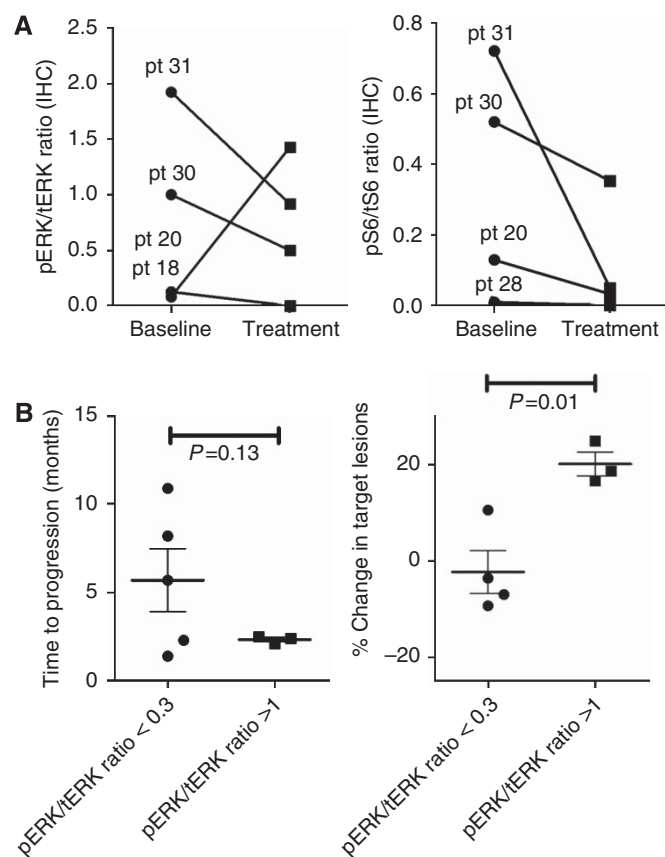 A
pERK/tERK ratio (IHC)
2.5
2.0
1.5
1.0
0.5
0.0
pt 31
pt 30
pt 20
pt 18
Baseline
Treatment
pS6/tS6 ratio (IHC)
0.8
0.6
0.4
0.2
0.0
pt 31
pt 30
pt 20
pt 28
Baseline
Treatment
B
Time to progression (months)
15
10
5
0
P=0.13
pERK/tERK ratio < 0.3
pERK/tERK ratio >1
% Change in target lesions
20
0
–20
P=0.01
pERK/tERK ratio < 0.3
pERK/tERK ratio >1